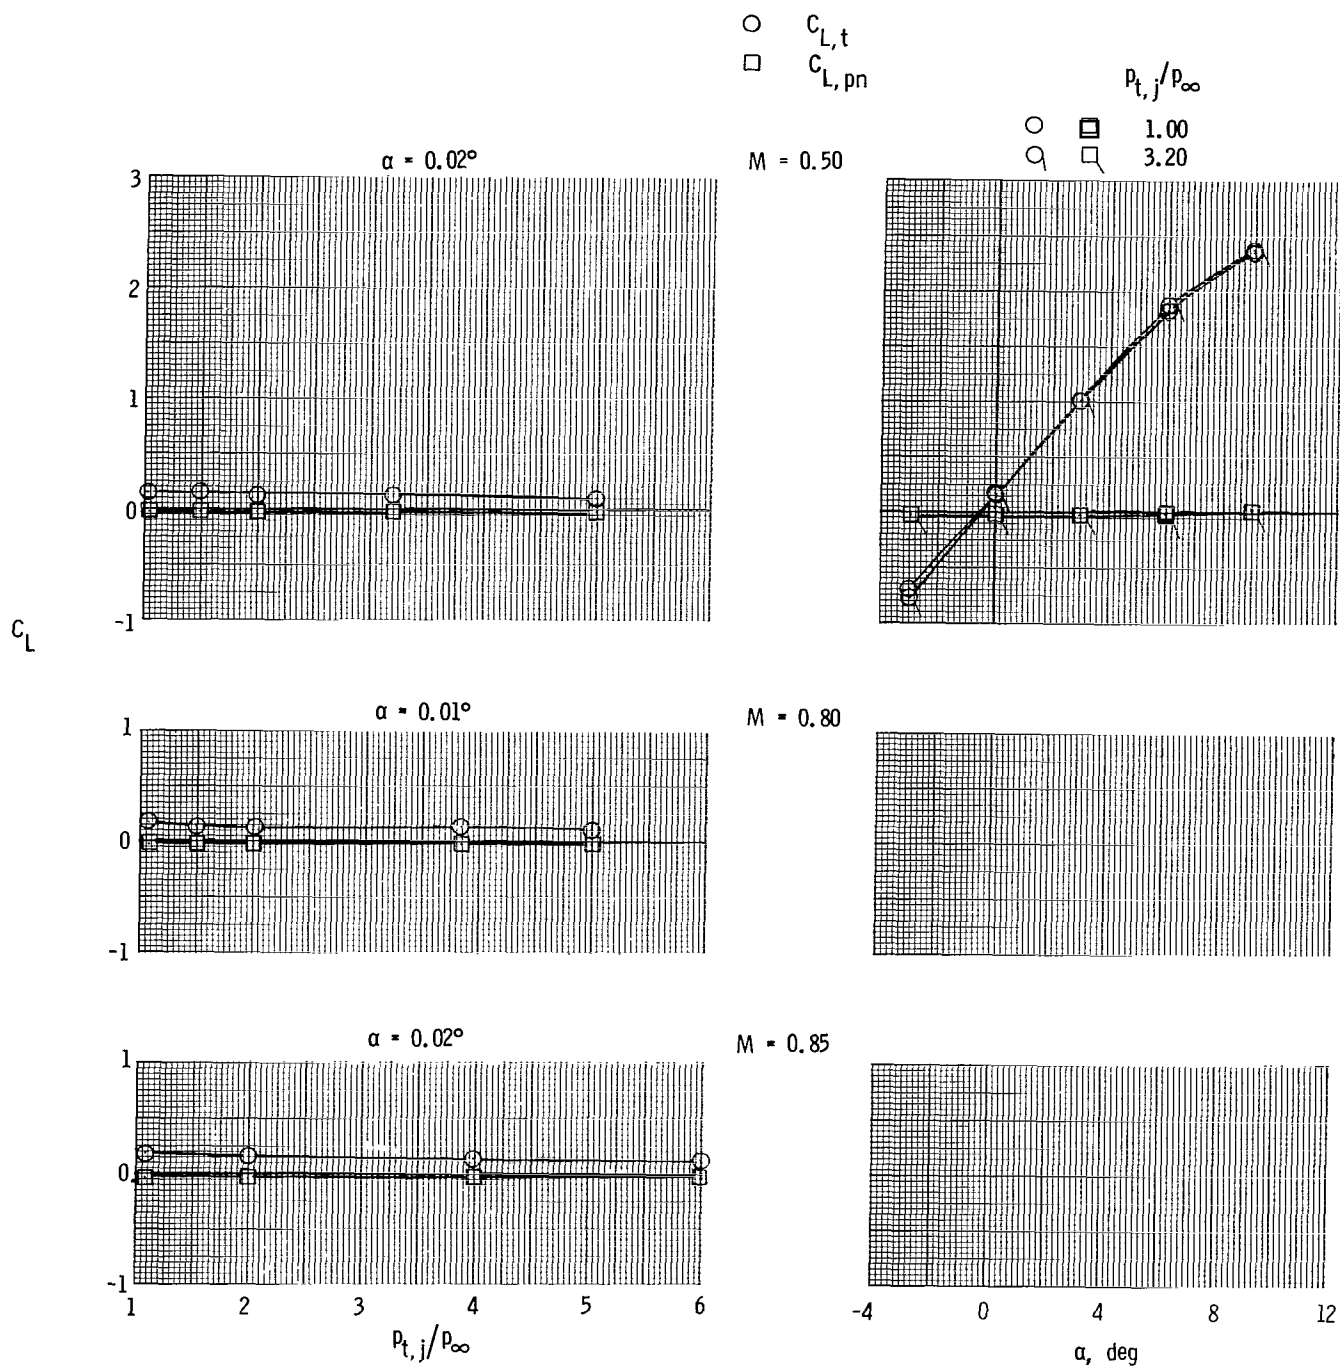 ○ C_L,t
□ C_L,pn
p_t,j/p_∞
○ □ 1.00
○ □ 3.20
α = 0.02° M = 0.50
3
2
1
0
-1
C_L
α = 0.01° M = 0.80
1
0
-1
α = 0.02° M = 0.85
1
0
-1
1 2 3 4 5 6
p_t,j/p_∞
-4 0 4 8 12
α, deg